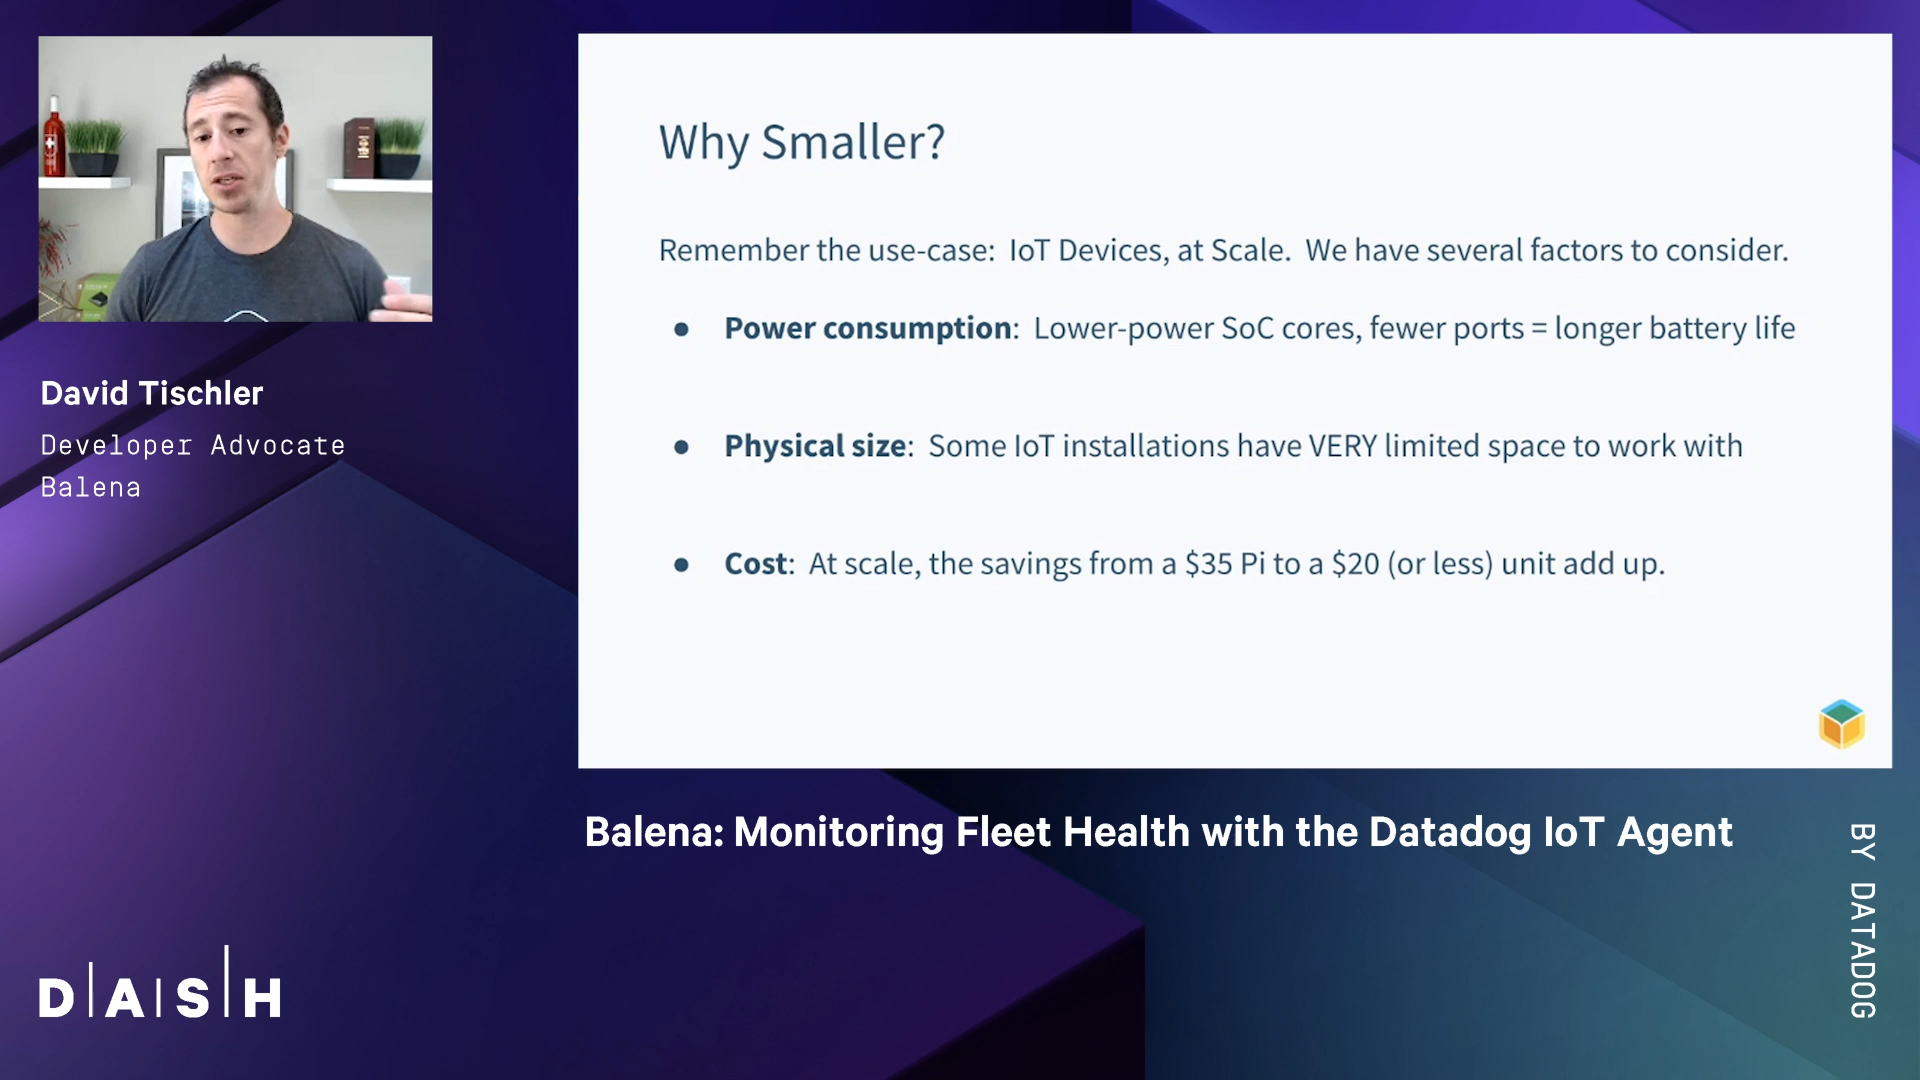 David Tischler
Developer Advocate
Balena
Why Smaller?
Remember the use-case:  IoT Devices, at Scale.  We have several factors to consider.
● Power consumption:  Lower-power SoC cores, fewer ports = longer battery life
● Physical size:  Some IoT installations have VERY limited space to work with
● Cost:  At scale, the savings from a $35 Pi to a $20 (or less) unit add up.
Balena: Monitoring Fleet Health with the Datadog IoT Agent
DASH
BY DATADOG